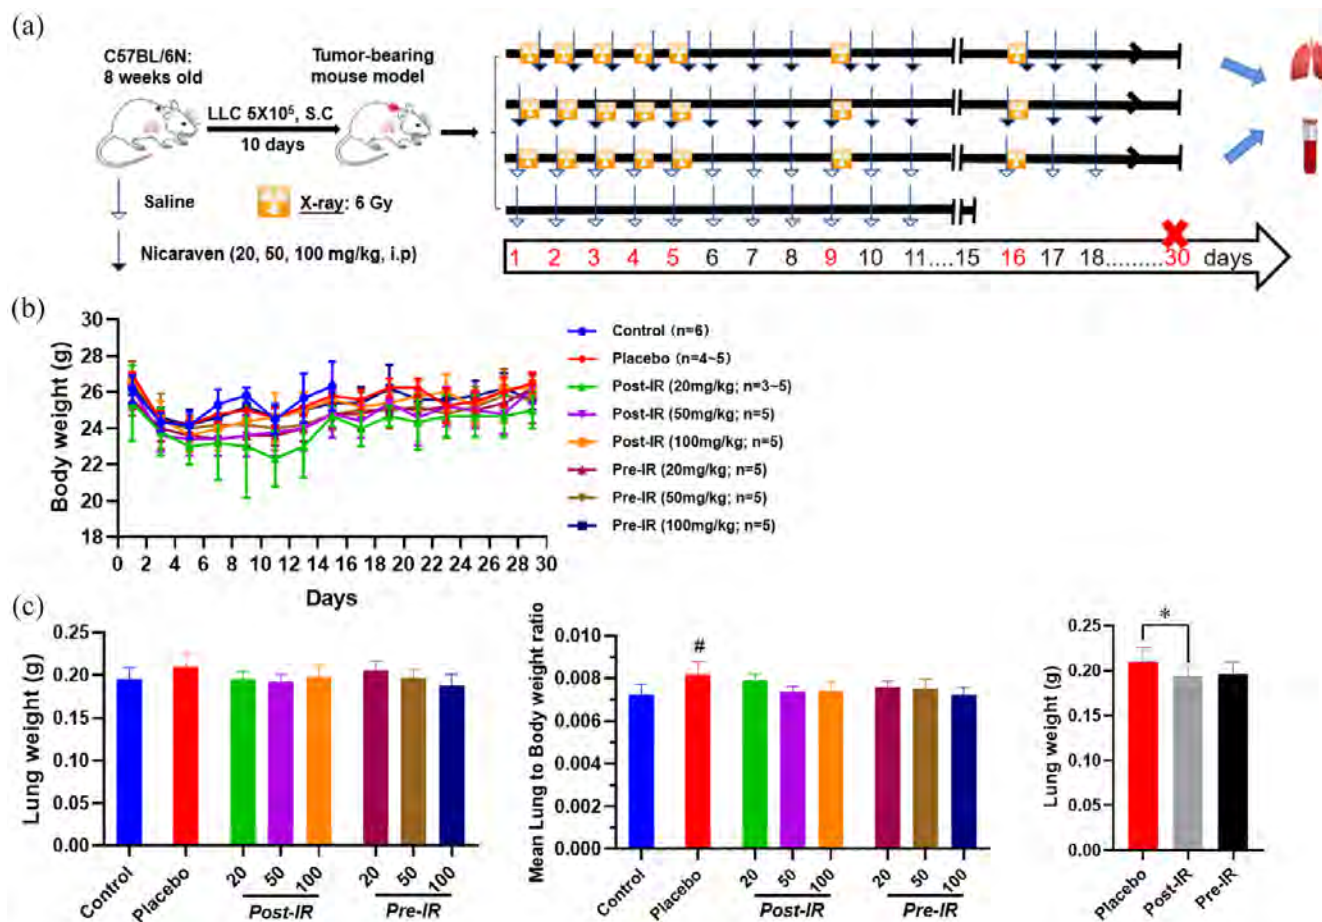 (a)
C57BL/6N:
8 weeks old
Tumor-bearing
mouse model
LLC 5X10⁵, S.C
10 days
Saline
X-ray: 6 Gy
Nicaraven (20, 50, 100 mg/kg, i.p)
1 2 3 4 5 6 7 8 9 10 11....15 16 17 18.........30 days
(b)
Body weight (g)
30
28
26
24
22
20
18
0 2 4 6 8 10 12 14 16 18 20 22 24 26 28 30
Days
Control (n=6)
Placebo (n=4~5)
Post-IR (20mg/kg; n=3~5)
Post-IR (50mg/kg; n=5)
Post-IR (100mg/kg; n=5)
Pre-IR (20mg/kg; n=5)
Pre-IR (50mg/kg; n=5)
Pre-IR (100mg/kg; n=5)
(c)
Lung weight (g)
0.25
0.20
0.15
0.10
0.05
0.00
Control
Placebo
20 50 100
Post-IR
20 50 100
Pre-IR
Mean Lung to Body weight ratio
0.010
0.008
0.006
0.004
0.002
0.000
#
Control
Placebo
20 50 100
Post-IR
20 50 100
Pre-IR
Lung weight (g)
0.25
0.20
0.15
0.10
0.05
0.00
*
Placebo
Post-IR
Pre-IR